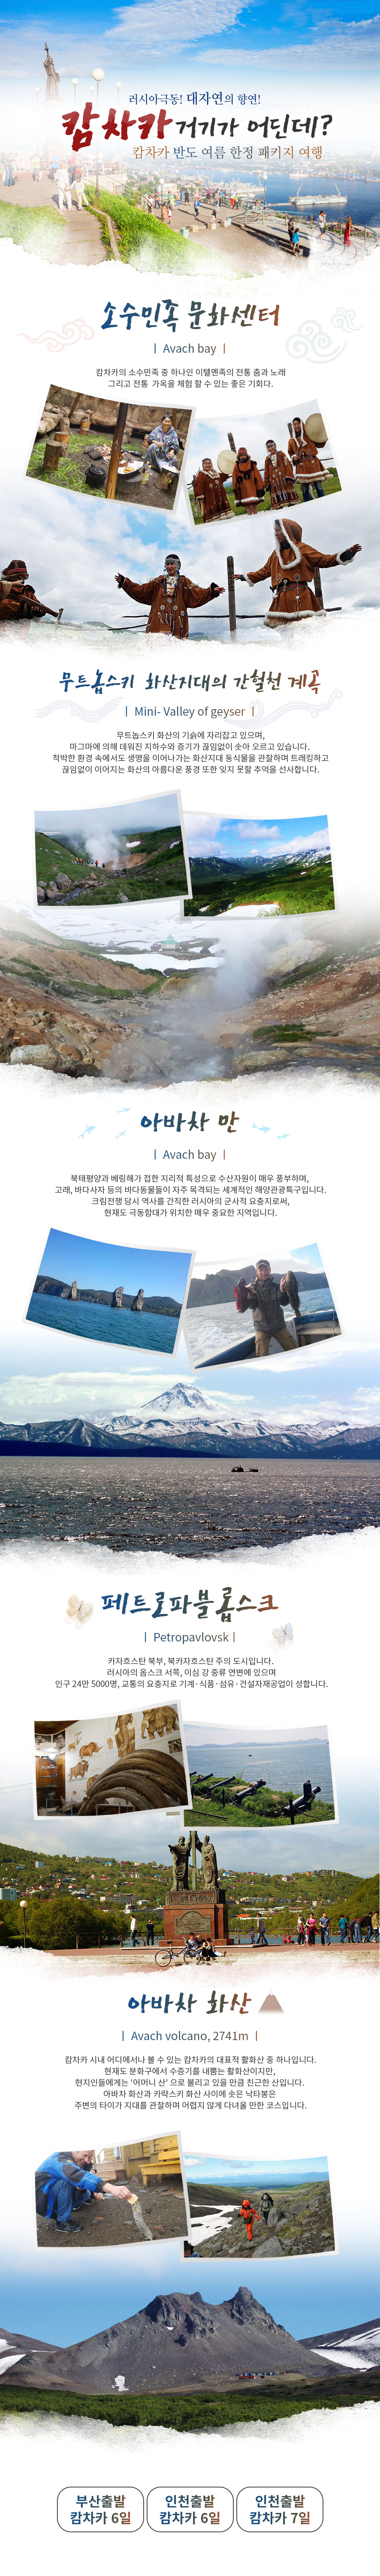 러시아극동! 대자연의 향연!
캄차카 거기가 어딘데?
캄차카 반도 여름 한정 패키지 여행
소수민족 문화센터
| Avach bay |
캄차카의 소수민족 중 하나인 이텔멘족의 전통 춤과 노래
그리고 전통 가옥을 체험 할 수 있는 좋은 기회다.
무트놉스키 화산지대의 간헐천 계곡
| Mini- Valley of geyser |
무트놉스키 화산의 기슭에 자리잡고 있으며,
마그마에 의해 데워진 지하수와 증기가 끊임없이 솟아 오르고 있습니다.
척박한 환경 속에서도 생명을 이어나가는 화산지대 동식물을 관찰하며 트래킹하고
끊임없이 이어지는 화산의 아름다운 풍경 또한 잊지 못할 추억을 선사합니다.
아바차 만
| Avach bay |
북태평양과 베링해가 접한 지리적 특성으로 수산자원이 매우 풍부하며,
고래, 바다사자 등의 바다동물들이 자주 목격되는 세계적인 해양관광특구입니다.
크림전쟁 당시 역사를 간직한 러시아의 군사적 요충지로써,
현재도 극동함대가 위치한 매우 중요한 지역입니다.
페트로파블롭스크
| Petropavlovsk |
카자흐스탄 북부, 북카자흐스탄 주의 도시입니다.
러시아의 옴스크 서쪽, 이심 강 중류 연변에 있으며
인구 24만 5000명, 교통의 요충지로 기계·식품·섬유·건설자재공업이 성합니다.
아바차 화산
| Avach volcano, 2741m |
캄차카 시내 어디에서나 볼 수 있는 캄차카의 대표적 활화산 중 하나입니다.
현재도 분화구에서 수증기를 내뿜는 활화산이지만,
현지인들에게는 '어머니 산' 으로 불리고 있을 만큼 친근한 산입니다.
아바차 화산과 카략스키 화산 사이에 솟은 낙타봉은
주변의 타이가 지대를 관찰하며 어렵지 않게 다녀올 만한 코스입니다.
부산출발
캄차카 6일
인천출발
캄차카 6일
인천출발
캄차카 7일